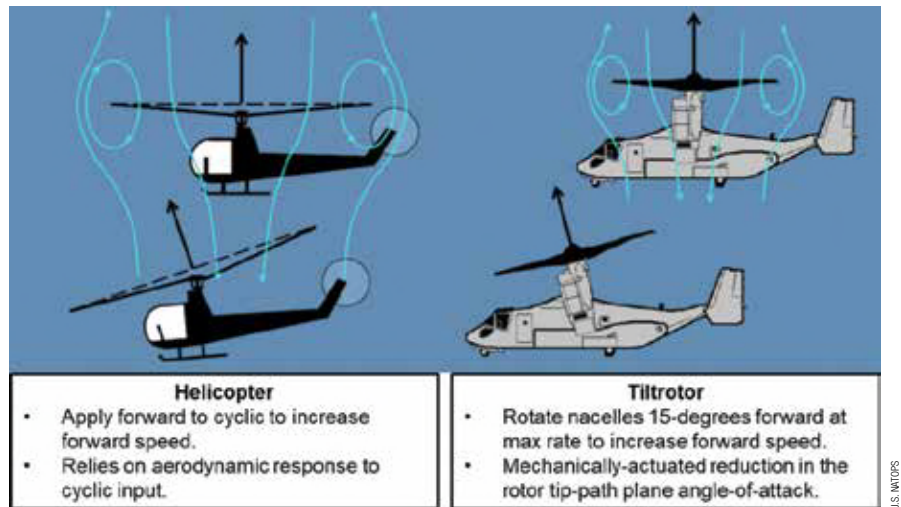 Helicopter
• Apply forward to cyclic to increase
forward speed.
• Relies on aerodynamic response to
cyclic input.
Tiltrotor
• Rotate nacelles 15-degrees forward at
max rate to increase forward speed.
• Mechanically-actuated reduction in the
rotor tip-path plane angle-of-attack.
U.S. NATOPS